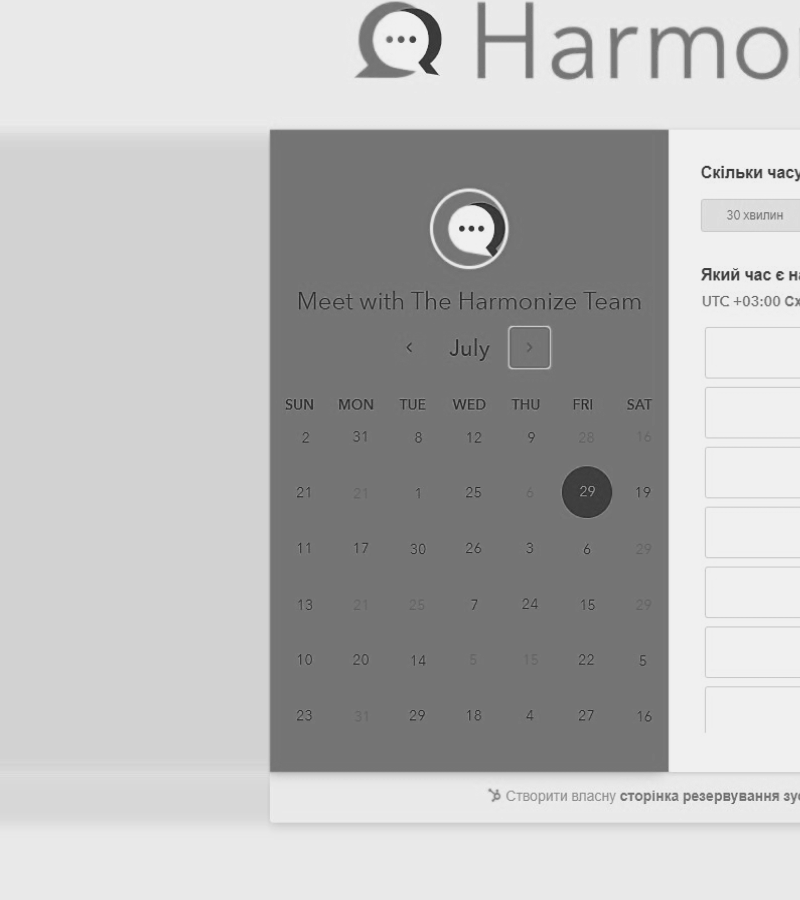 Harmo
Meet with The Harmonize Team
July
SUN MON TUE WED THU FRI SAT
2 31 8 12 9 28 16
21 21 1 25 6 29 19
11 17 30 26 3 6 29
13 21 25 7 24 15 29
10 20 14 5 15 22 5
23 31 29 18 4 27 16
Скільки часу
30 хвилин
Який час є на
UTC +03:00 Сх
Створити власну сторінка резервування зус